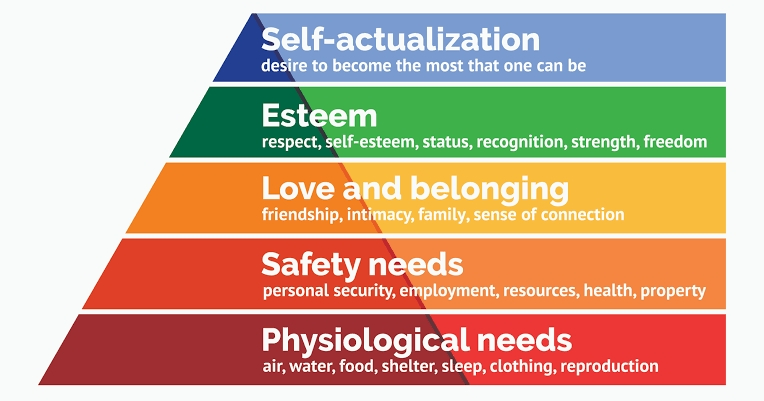 Self-actualization
desire to become the most that one can be
Esteem
respect, self-esteem, status, recognition, strength, freedom
Love and belonging
friendship, intimacy, family, sense of connection
Safety needs
personal security, employment, resources, health, property
Physiological needs
air, water, food, shelter, sleep, clothing, reproduction